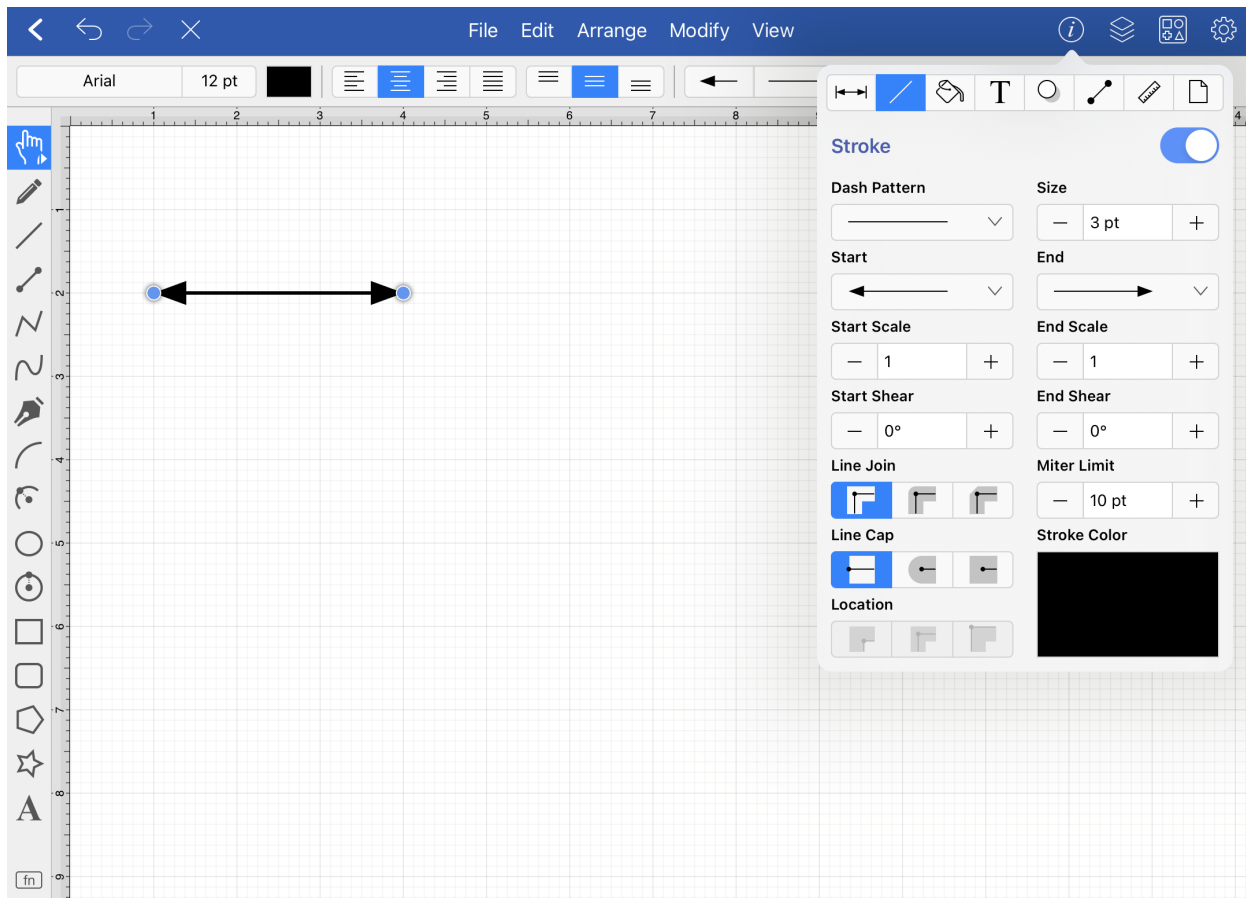 File Edit Arrange Modify View
i
Arial 12 pt
T
1 2 3 4 5 6 7 8
4
Stroke
Dash Pattern Size
3 pt
Start End
Start Scale End Scale
1 1
Start Shear End Shear
0° 0°
Line Join Miter Limit
10 pt
Line Cap Stroke Color
Location
1
2
3
4
5
6
7
8
9
A
fn